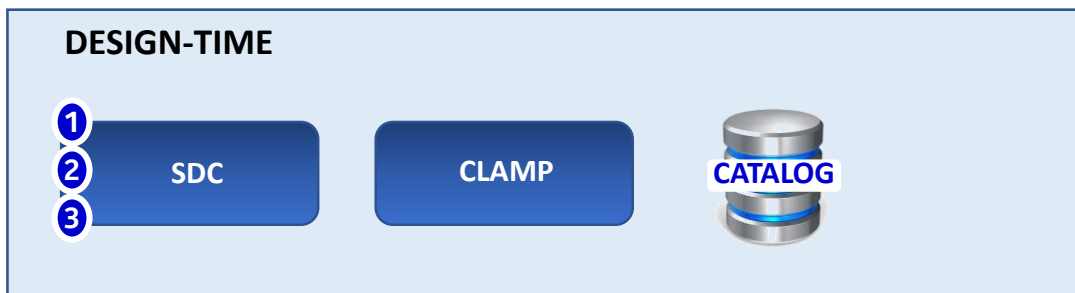 DESIGN-TIME
1
2
3
SDC
CLAMP
CATALOG